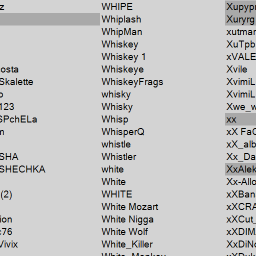 z
WHIPE
Xupypr
Whiplash
Xuryrg
WhipMan
xutmar
Whiskey
XuTpb
Whiskey 1
xVALE
osta
Whiskeye
Xvile
Skalette
WhiskeyFrags
XvimiL
o
whisky
XvimiL
123
Whisky
Xwe_w
SPchELa
Whisp
xx
m
WhisperQ
xX FaC
whistle
xX_alb
SHA
Whistler
Xx_Da
SHECHKA
white
XxAlek
White
Xx-Allo
(2)
WHITE
xXBan
White Mozart
xXCRA
ion
White Nigga
xXCut_
c76
White Wolf
xXDIM
Vivix
White_Killer
XxDiNo
White_Monkey